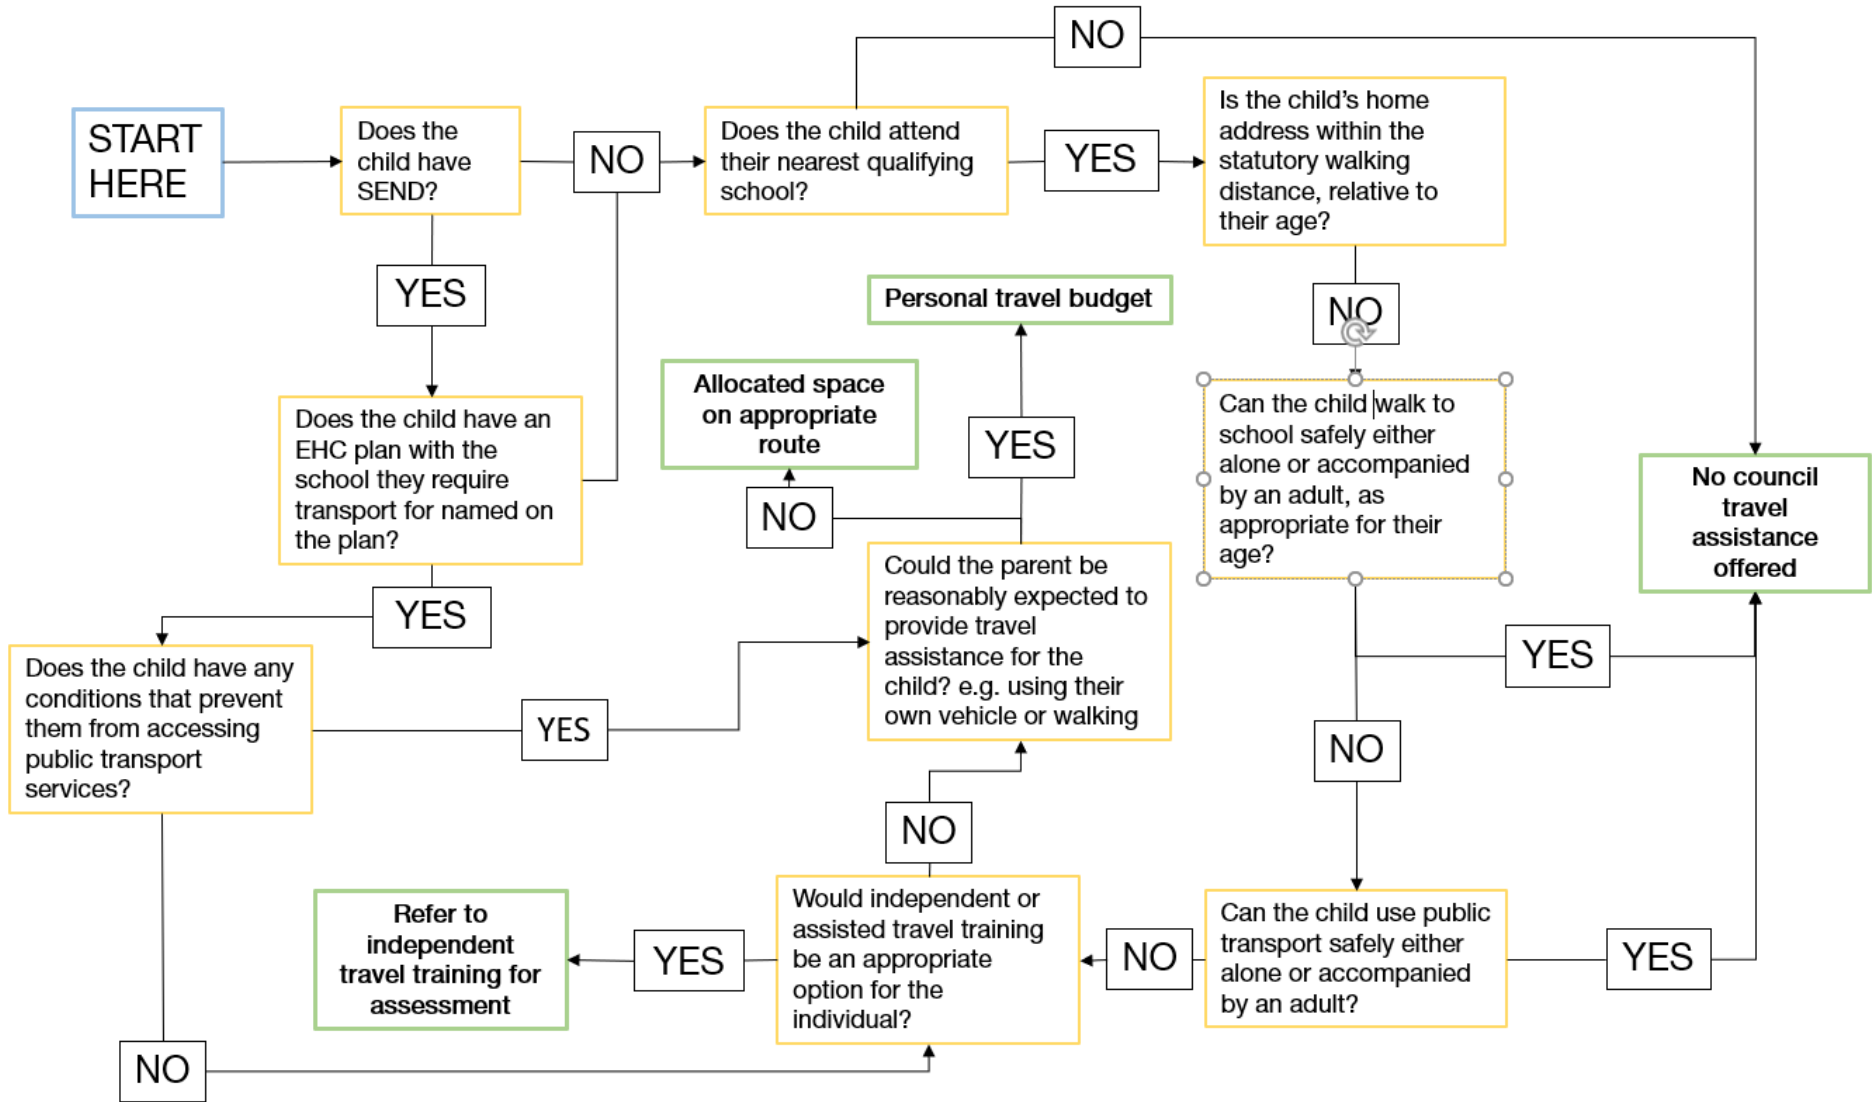 NO
START
HERE
Does the
child have
SEND?
NO
Does the child attend
their nearest qualifying
school?
YES
Is the child's home
address within the
statutory walking
distance, relative to
their age?
YES
NO
Personal travel budget
Allocated space
on appropriate
route
YES
NO
Does the child have an
EHC plan with the
school they require
transport for named on
the plan?
Can the child walk to
school safely either
alone or accompanied
by an adult, as
appropriate for their
age?
No council
travel
assistance
offered
YES
Could the parent be
reasonably expected to
provide travel
assistance for the
child? e.g. using their
own vehicle or walking
YES
Does the child have any
conditions that prevent
them from accessing
public transport
services?
YES
NO
NO
Refer to
independent
travel training for
assessment
YES
Would independent or
assisted travel training
be an appropriate
option for the
individual?
NO
Can the child use public
transport safely either
alone or accompanied
by an adult?
YES
NO